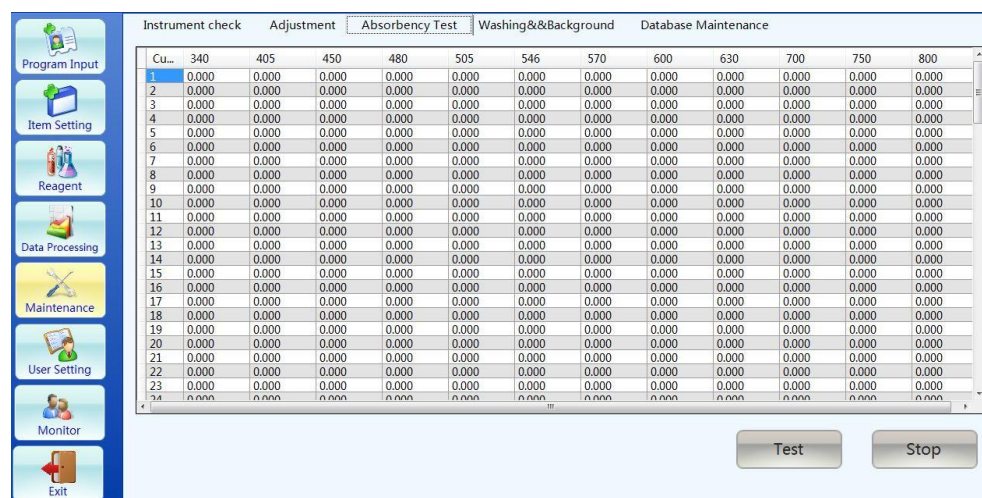 Instrument check Adjustment Absorbency Test Washing&&Background Database Maintenance
Program Input
Item Setting
Reagent
Data Processing
Maintenance
User Setting
Monitor
Exit
Cu... 340 405 450 480 505 546 570 600 630 700 750 800
1 0.000 0.000 0.000 0.000 0.000 0.000 0.000 0.000 0.000 0.000 0.000 0.000
2 0.000 0.000 0.000 0.000 0.000 0.000 0.000 0.000 0.000 0.000 0.000 0.000
3 0.000 0.000 0.000 0.000 0.000 0.000 0.000 0.000 0.000 0.000 0.000 0.000
4 0.000 0.000 0.000 0.000 0.000 0.000 0.000 0.000 0.000 0.000 0.000 0.000
5 0.000 0.000 0.000 0.000 0.000 0.000 0.000 0.000 0.000 0.000 0.000 0.000
6 0.000 0.000 0.000 0.000 0.000 0.000 0.000 0.000 0.000 0.000 0.000 0.000
7 0.000 0.000 0.000 0.000 0.000 0.000 0.000 0.000 0.000 0.000 0.000 0.000
8 0.000 0.000 0.000 0.000 0.000 0.000 0.000 0.000 0.000 0.000 0.000 0.000
9 0.000 0.000 0.000 0.000 0.000 0.000 0.000 0.000 0.000 0.000 0.000 0.000
10 0.000 0.000 0.000 0.000 0.000 0.000 0.000 0.000 0.000 0.000 0.000 0.000
11 0.000 0.000 0.000 0.000 0.000 0.000 0.000 0.000 0.000 0.000 0.000 0.000
12 0.000 0.000 0.000 0.000 0.000 0.000 0.000 0.000 0.000 0.000 0.000 0.000
13 0.000 0.000 0.000 0.000 0.000 0.000 0.000 0.000 0.000 0.000 0.000 0.000
14 0.000 0.000 0.000 0.000 0.000 0.000 0.000 0.000 0.000 0.000 0.000 0.000
15 0.000 0.000 0.000 0.000 0.000 0.000 0.000 0.000 0.000 0.000 0.000 0.000
16 0.000 0.000 0.000 0.000 0.000 0.000 0.000 0.000 0.000 0.000 0.000 0.000
17 0.000 0.000 0.000 0.000 0.000 0.000 0.000 0.000 0.000 0.000 0.000 0.000
18 0.000 0.000 0.000 0.000 0.000 0.000 0.000 0.000 0.000 0.000 0.000 0.000
19 0.000 0.000 0.000 0.000 0.000 0.000 0.000 0.000 0.000 0.000 0.000 0.000
20 0.000 0.000 0.000 0.000 0.000 0.000 0.000 0.000 0.000 0.000 0.000 0.000
21 0.000 0.000 0.000 0.000 0.000 0.000 0.000 0.000 0.000 0.000 0.000 0.000
22 0.000 0.000 0.000 0.000 0.000 0.000 0.000 0.000 0.000 0.000 0.000 0.000
23 0.000 0.000 0.000 0.000 0.000 0.000 0.000 0.000 0.000 0.000 0.000 0.000
24 0.000 0.000 0.000 0.000 0.000 0.000 0.000 0.000 0.000 0.000 0.000 0.000
Test Stop